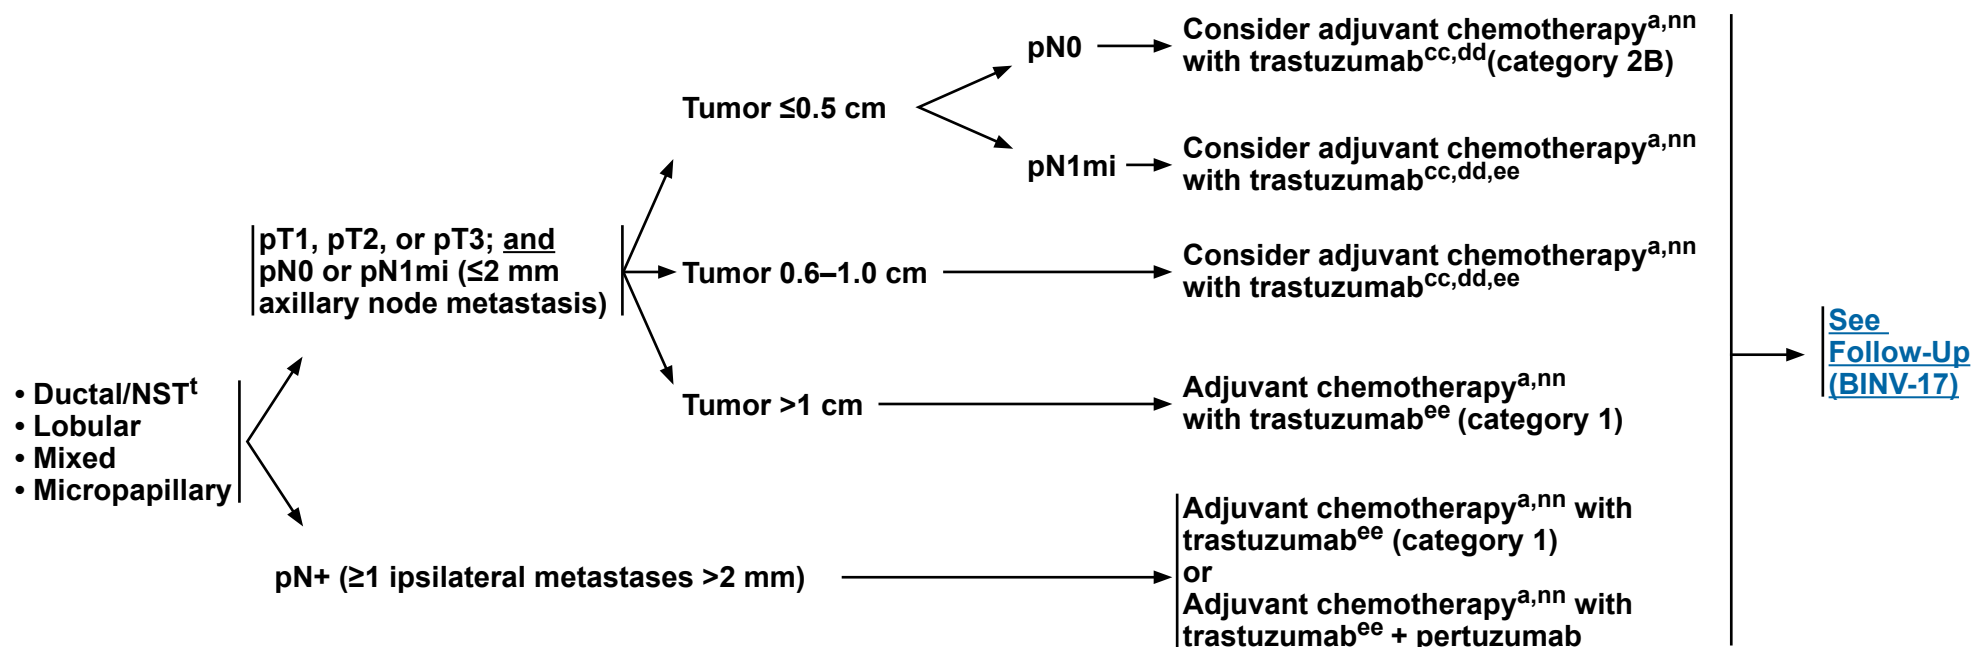 • Ductal/NSTt
• Lobular
• Mixed
• Micropapillary
pT1, pT2, or pT3; and
pN0 or pN1mi (≤2 mm
axillary node metastasis)
Tumor ≤0.5 cm
pN0
Consider adjuvant chemotherapya,nn
with trastuzumabcc,dd(category 2B)
pN1mi
Consider adjuvant chemotherapya,nn
with trastuzumabcc,dd,ee
Tumor 0.6–1.0 cm
Consider adjuvant chemotherapya,nn
with trastuzumabcc,dd,ee
Tumor >1 cm
Adjuvant chemotherapya,nn
with trastuzumabee (category 1)
pN+ (≥1 ipsilateral metastases >2 mm)
Adjuvant chemotherapya,nn with
trastuzumabee (category 1)
or
Adjuvant chemotherapya,nn with
trastuzumabee + pertuzumab
See
Follow-Up
(BINV-17)